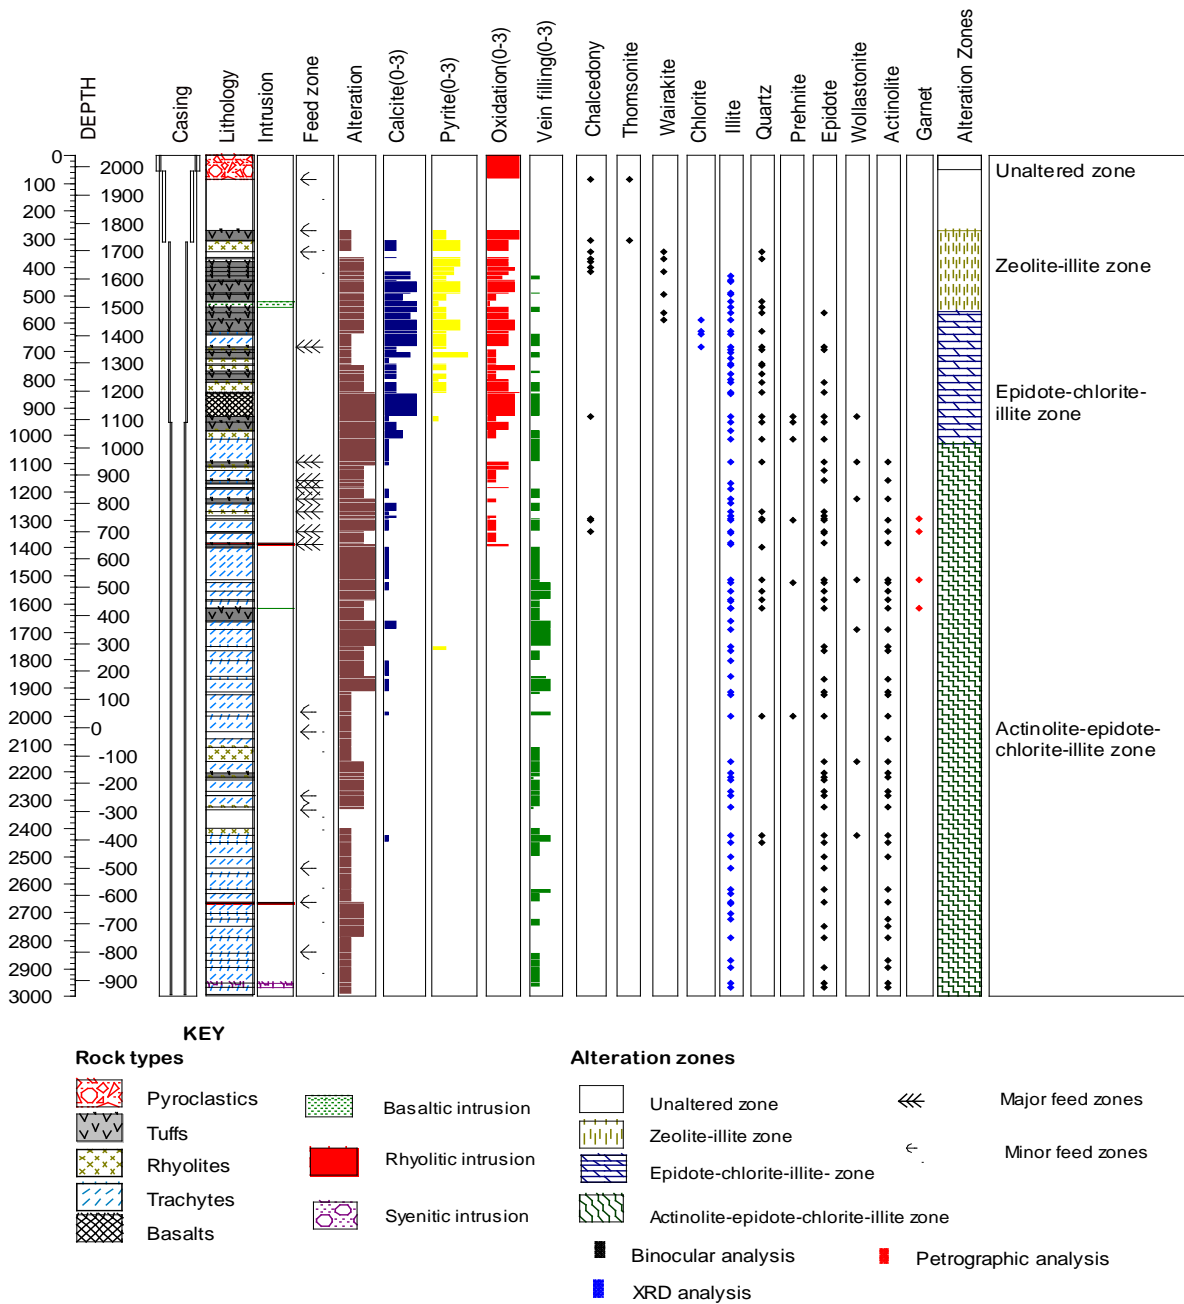 DEPTH
Casing
Lithology
Intrusion
Feed zone
Alteration
Calcite(0-3)
Pyrite(0-3)
Oxidation(0-3)
Vein filling(0-3)
Chalcedony
Thomsonite
Wairakite
Chlorite
Illite
Quartz
Prehnite
Epidote
Wollastonite
Actinolite
Garnet
Alteration Zones
0
2000
Unaltered zone
100
1900
200
1800
300
1700
Zeolite-illite zone
400
1600
500
1500
600
1400
700
1300
800
1200
Epidote-chlorite-
illite zone
900
1100
1000
1000
1100
900
1200
800
1300
700
1400
600
1500
500
1600
400
1700
300
1800
200
1900
100
2000
0
Actinolite-epidote-
chlorite-illite zone
2100
-100
2200
-200
2300
-300
2400
-400
2500
-500
2600
-600
2700
-700
2800
-800
2900
-900
3000
KEY
Rock types
Pyroclastics
Tuffs
Rhyolites
Trachytes
Basalts
Basaltic intrusion
Rhyolitic intrusion
Syenitic intrusion
Alteration zones
Unaltered zone
Zeolite-illite zone
Epidote-chlorite-illite- zone
Actinolite-epidote-chlorite-illite zone
Major feed zones
Minor feed zones
Binocular analysis
Petrographic analysis
XRD analysis